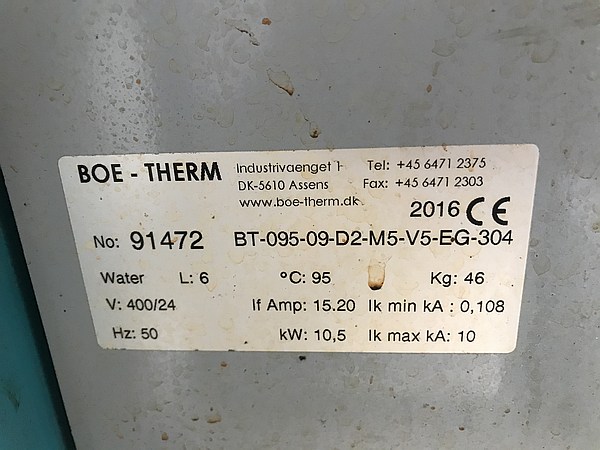 BOE - THERM Industrivaenget 1 Tel: +45 6471 2375
DK-5610 Assens Fax: +45 6471 2303
www.boe-therm.dk
2016 CE
No: 91472 BT-095-09-D2-M5-V5-EG-304
Water L: 6 °C: 95 Kg: 46
V: 400/24 If Amp: 15.20 Ik min kA : 0,108
Hz: 50 kW: 10,5 Ik max kA: 10